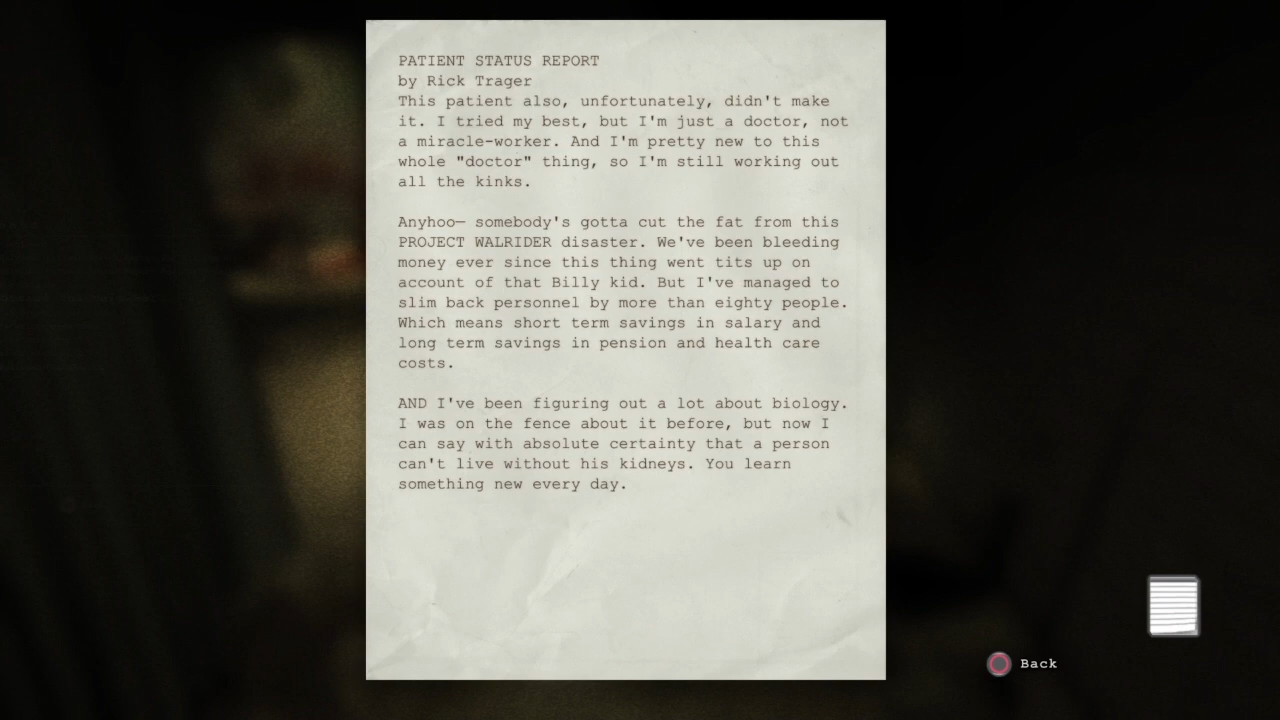 PATIENT STATUS REPORT
by Rick Trager
This patient also, unfortunately, didn't make
it. I tried my best, but I'm just a doctor, not
a miracle-worker. And I'm pretty new to this
whole "doctor" thing, so I'm still working out
all the kinks.
Anyhoo— somebody's gotta cut the fat from this
PROJECT WALRIDER disaster. We've been bleeding
money ever since this thing went tits up on
account of that Billy kid. But I've managed to
slim back personnel by more than eighty people.
Which means short term savings in salary and
long term savings in pension and health care
costs.
AND I've been figuring out a lot about biology.
I was on the fence about it before, but now I
can say with absolute certainty that a person
can't live without his kidneys. You learn
something new every day.
Back